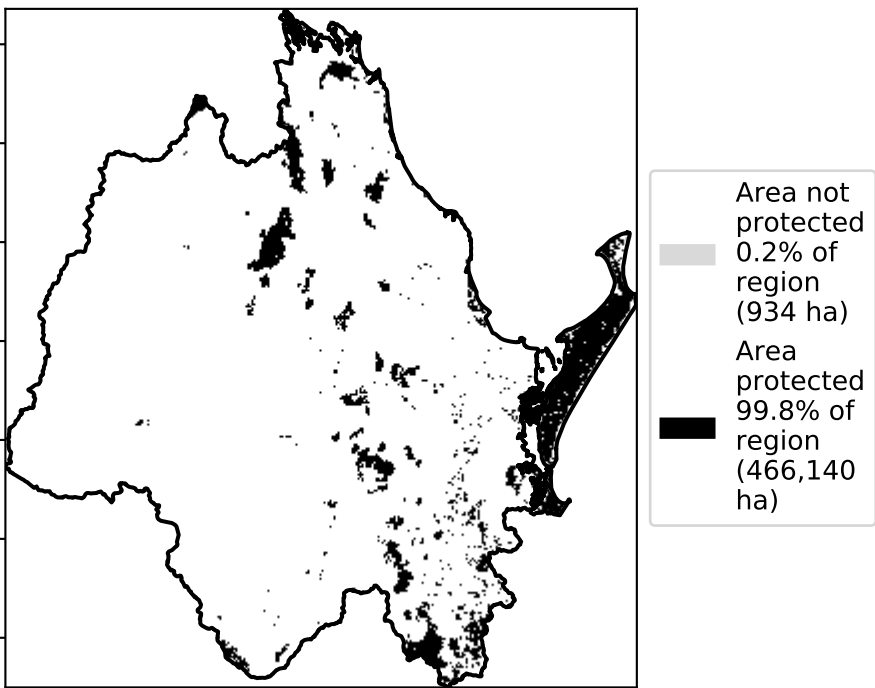 Area not
protected
0.2% of
region
(934 ha)
Area
protected
99.8% of
region
(466,140
ha)